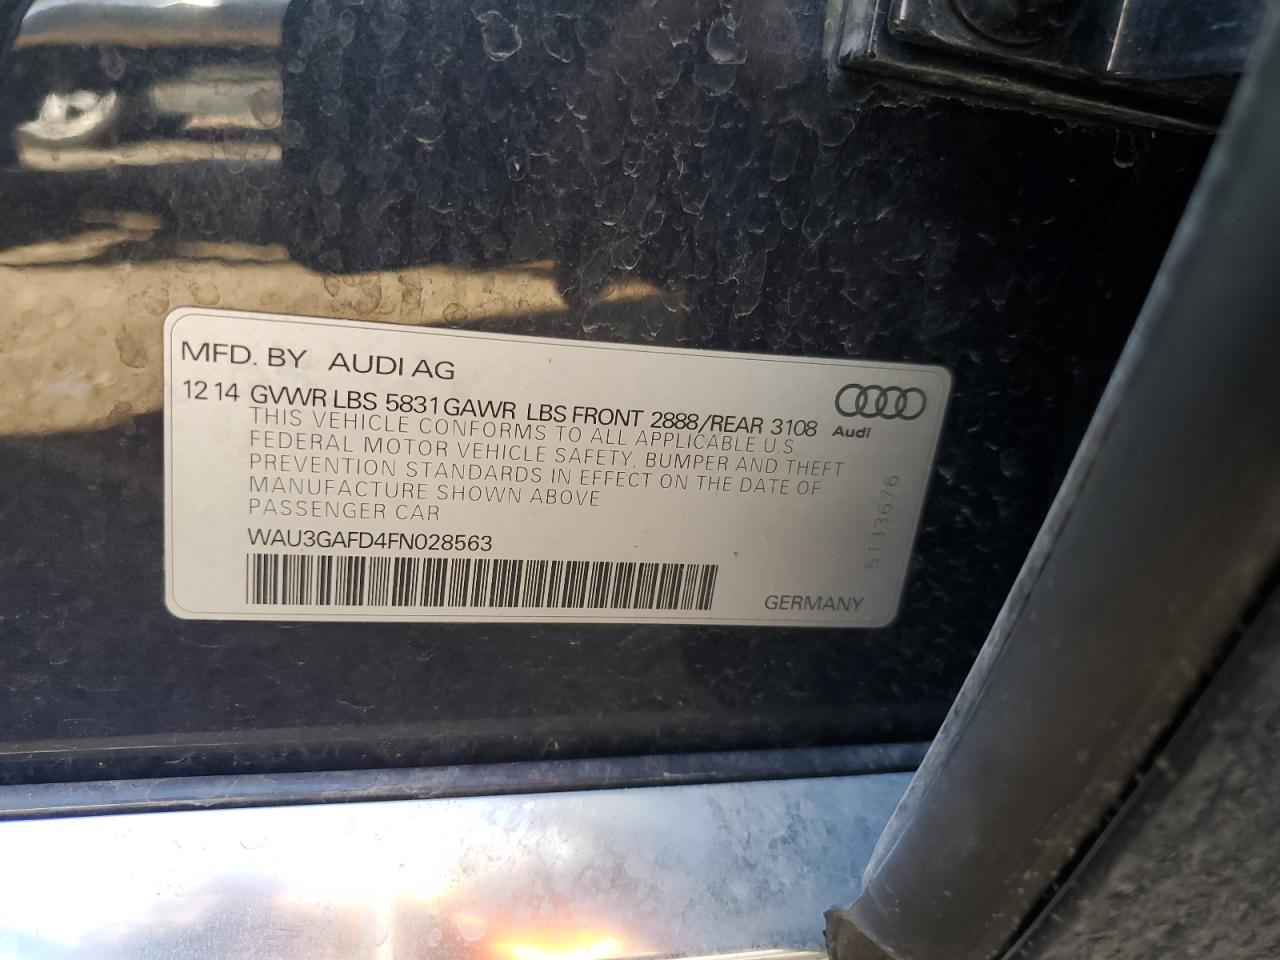 MFD. BY AUDI AG
12 14 GVWR LBS 5831 GAWR LBS FRONT 2888/REAR 3108
Audi
THIS VEHICLE CONFORMS TO ALL APPLICABLE U.S.
FEDERAL MOTOR VEHICLE SAFETY, BUMPER AND THEFT
PREVENTION STANDARDS IN EFFECT ON THE DATE OF
MANUFACTURE SHOWN ABOVE
PASSENGER CAR
WAU3GAFD4FN028563
GERMANY
5133676